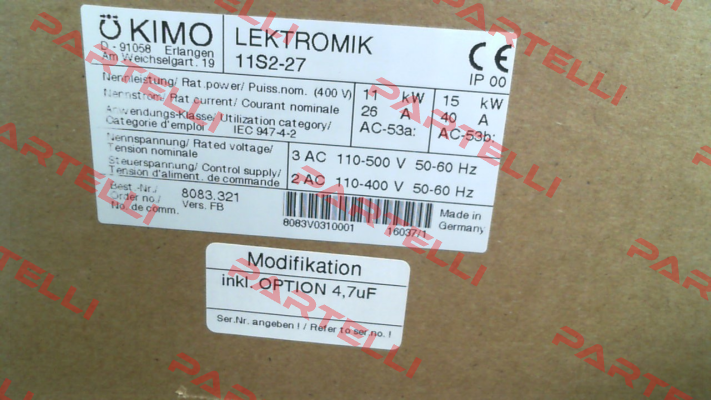 KIMO
D - 91058 Erlangen
Am Weichselgart. 19
LEKTROMIK
11S2-27
CE
IP 00
Nennleistung/ Rat.power/ Puiss.nom. (400 V)
11 kW
15 kW
Nennstrom/ Rat current/ Courant nominale
26 A
40 A
Anwendungs-Klasse/ Utilization category/
Categorie d'emploi IEC 947-4-2
AC-53a:
AC-53b:
Nennspannung/ Rated voltage/
Tension nominale
3 AC 110-500 V 50-60 Hz
Steuerspannung/ Control supply/
Tension d'aliment. de commande
2 AC 110-400 V 50-60 Hz
Best.-Nr./
Order no./
No. de comm.
8083.321
Vers. FB
8083V0310001
16037/1
Made in
Germany
Modifikation
inkl. OPTION 4,7uF
Ser.Nr. angeben ! / Refer to ser.no. !
PARTELLI
PARTELLI
PARTELLI
PARTELLI
PARTELLI